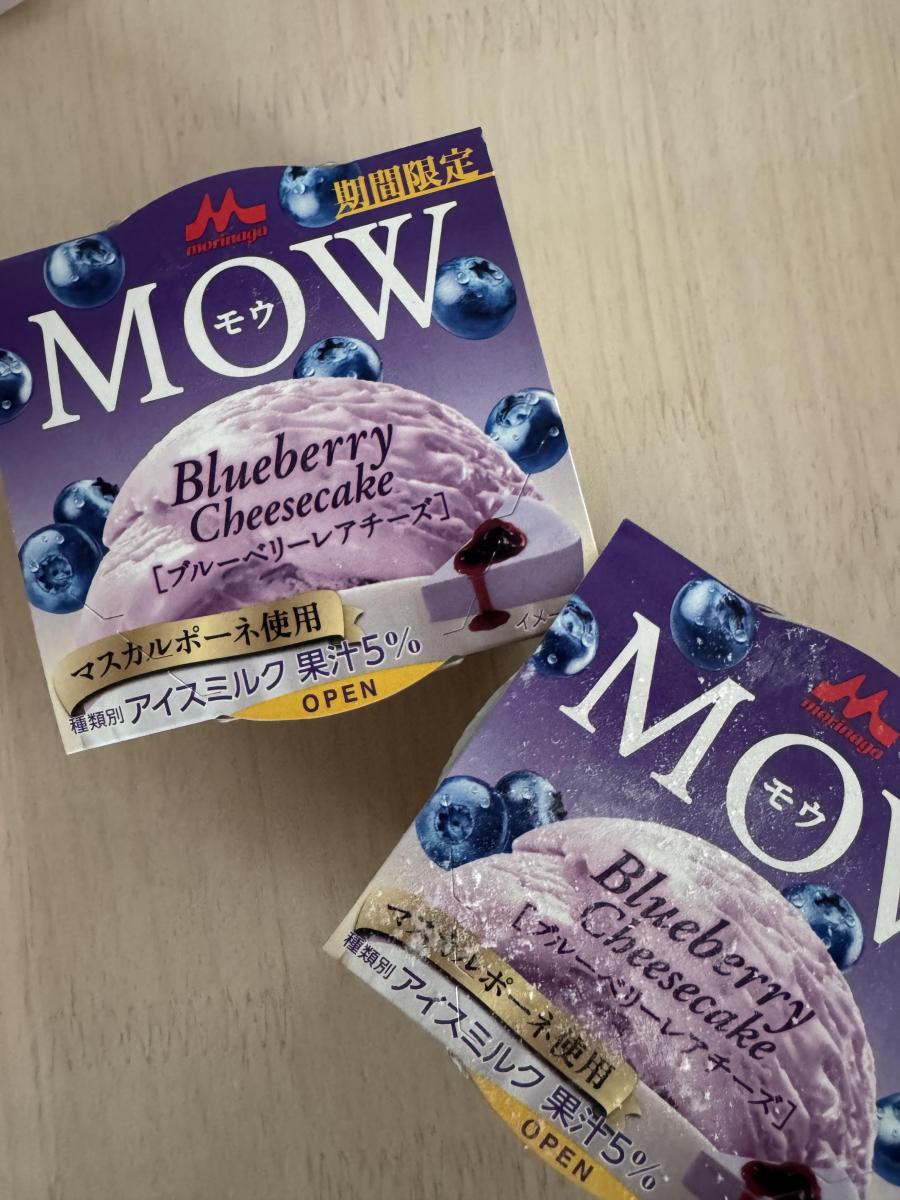 期間限定
morinaga
MOW
モウ
Blueberry
Cheesecake
[ブルーベリーレアチーズ]
マスカルポーネ使用
種類別 アイスミルク 果汁5%
OPEN
イメー
morinaga
MOW
モウ
Blueberry
Cheesecake
[ブルーベリーレアチーズ]
マスカルポーネ使用
種類別 アイスミルク 果汁5%
OPEN